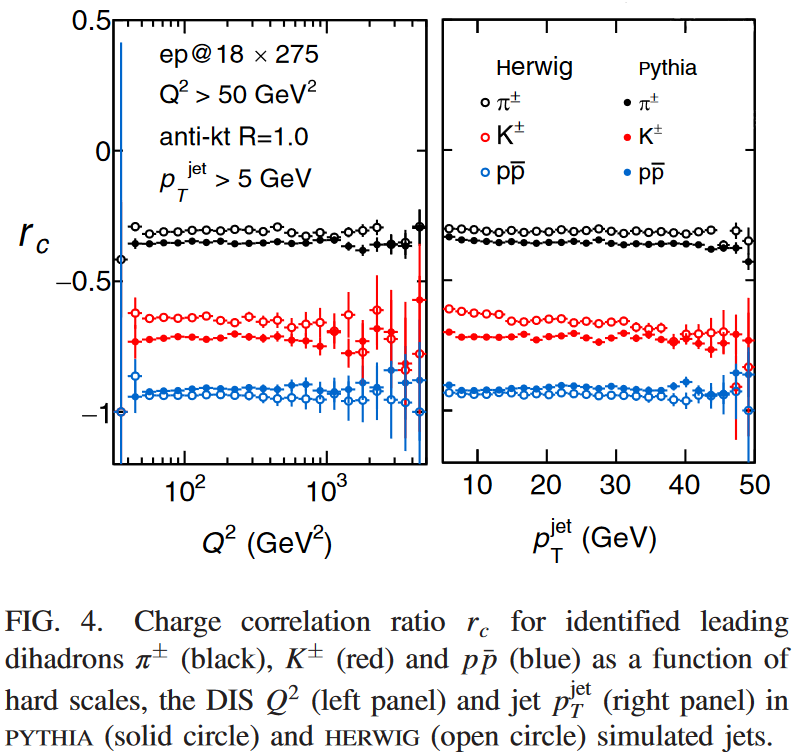 0.5
0
−0.5
−1
r_c
ep@18 × 275
Q² > 50 GeV²
anti-kt R=1.0
p_T^jet > 5 GeV
10² 10³
Q² (GeV²)
Herwig Pythia
π± π±
K± K±
pp̅ pp̅
10 20 30 40 50
p_T^jet (GeV)
FIG. 4. Charge correlation ratio r_c for identified leading
dihadrons π± (black), K± (red) and pp̄ (blue) as a function of
hard scales, the DIS Q² (left panel) and jet p_T^jet (right panel) in
PYTHIA (solid circle) and HERWIG (open circle) simulated jets.